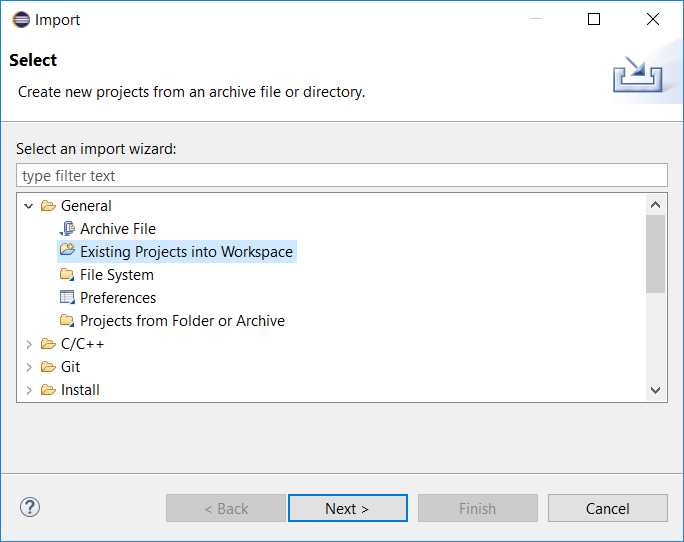 Import
Select
Create new projects from an archive file or directory.
Select an import wizard:
type filter text
General
Archive File
Existing Projects into Workspace
File System
Preferences
Projects from Folder or Archive
C/C++
Git
Install
? < Back Next > Finish Cancel